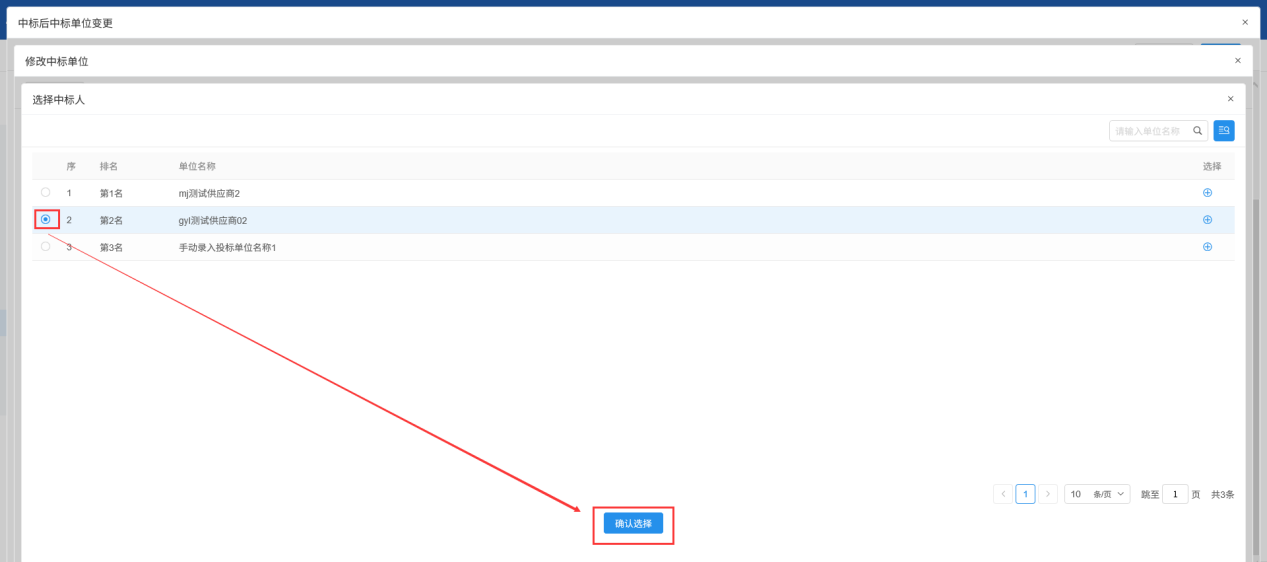 中标后中标单位变更 ×
修改中标单位 ×
选择中标人 ×
请输入单位名称
序 排名 单位名称 选择
1 第1名 mj测试供应商2
2 第2名 gyl测试供应商02
3 第3名 手动录入投标单位名称1
1 10 条/页 跳至 1 页 共3条
确认选择